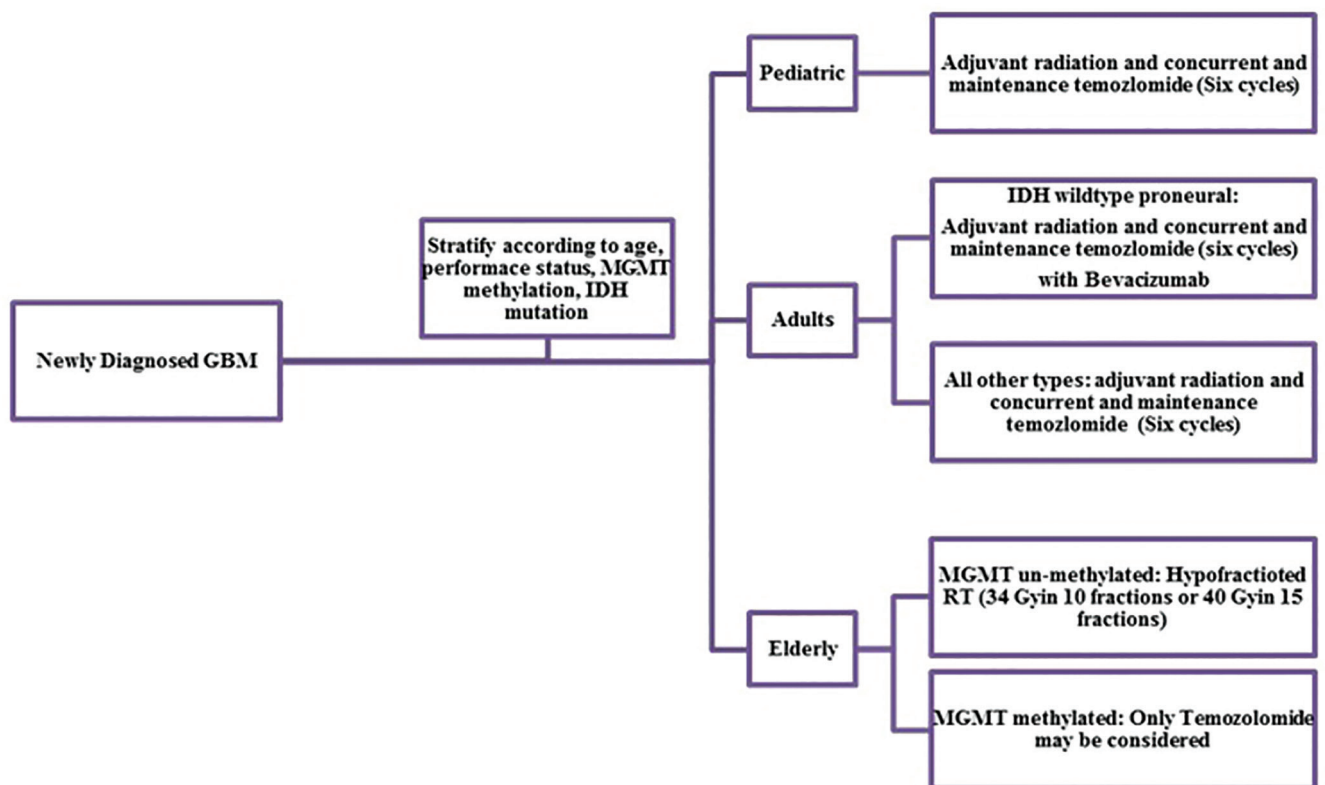 Newly Diagnosed GBM
Stratify according to age,
performace status, MGMT
methylation, IDH
mutation
Pediatric
Adjuvant radiation and concurrent and
maintenance temozlomide (Six cycles)
Adults
IDH wildtype proneural:
Adjuvant radiation and concurrent and
maintenance temozlomide (six cycles)
with Bevacizumab
All other types: adjuvant radiation and
concurrent and maintenance
temozlomide (Six cycles)
Elderly
MGMT un-methylated: Hypofractioted
RT (34 Gyin 10 fractions or 40 Gyin 15
fractions)
MGMT methylated: Only Temozolomide
may be considered